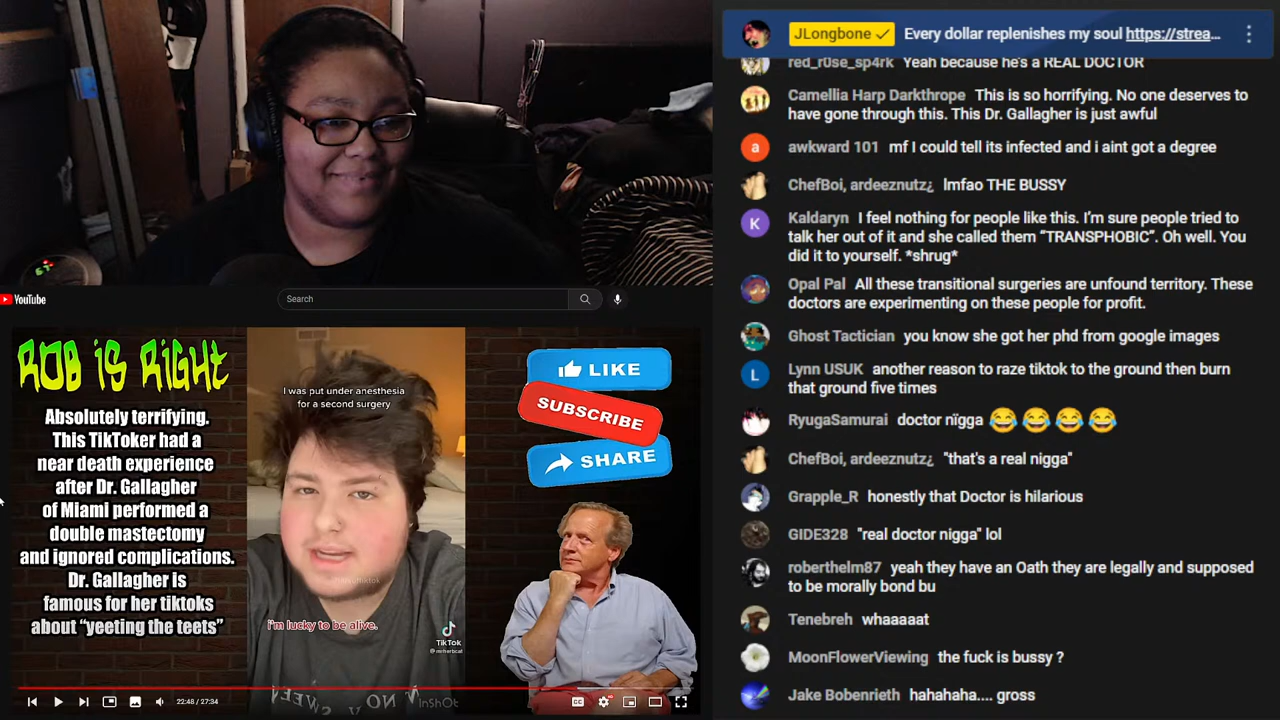 JLongbone ✓ Every dollar replenishes my soul https://strea...
red_r0se_sp4rk Yeah because he's a REAL DOCTOR
Camellia Harp Darkthrope This is so horrifying. No one deserves to
have gone through this. This Dr. Gallagher is just awful
awkward 101 mf I could tell its infected and i aint got a degree
ChefBoi, ardeeznutz¿ lmfao THE BUSSY
Kaldaryn I feel nothing for people like this. I'm sure people tried to
talk her out of it and she called them “TRANSPHOBIC”. Oh well. You
did it to yourself. *shrug*
Opal Pal All these transitional surgeries are unfound territory. These
doctors are experimenting on these people for profit.
Ghost Tactician you know she got her phd from google images
Lynn USUK another reason to raze tiktok to the ground then burn
that ground five times
RyugaSamurai doctor nïgga 😂😂😂😂
ChefBoi, ardeeznutz¿ "that's a real nigga"
Grapple_R honestly that Doctor is hilarious
GIDE328 "real doctor nigga" lol
roberthelm87 yeah they have an Oath they are legally and supposed
to be morally bond bu
Tenebreh whaaaaat
MoonFlowerViewing the fuck is bussy ?
Jake Bobenrieth hahahaha.... gross
YouTube
Search
ROB iS RiGHT
Absolutely terrifying.
This TikToker had a
near death experience
after Dr. Gallagher
of Miami performed a
double mastectomy
and ignored complications.
Dr. Gallagher is
famous for her tiktoks
about “yeeting the teets”
I was put under anesthesia
for a second surgery
i'm lucky to be alive.
TikTok
InShOt
LIKE
SUBSCRIBE
SHARE
22:48 / 27:34
CC